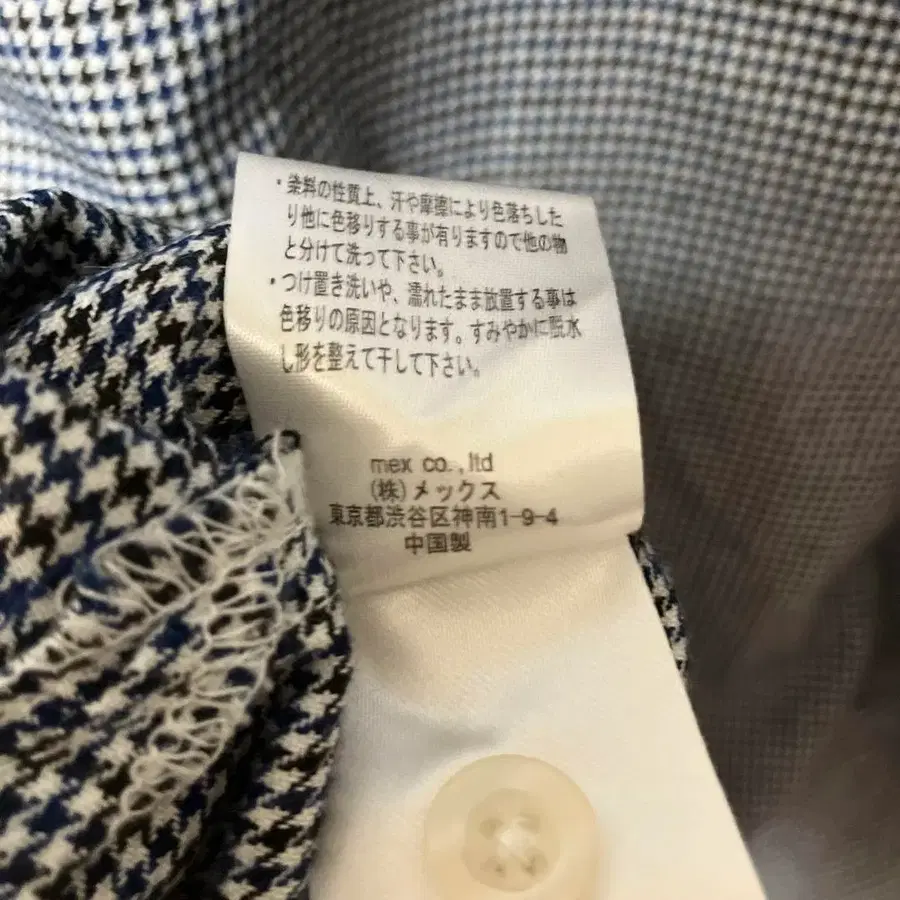 ・染料の性質上、汗や摩擦により色落ちした
り他に色移りする事が有りますので他の物
と分けて洗って下さい。
・つけ置き洗いや、濡れたまま放置する事は
色移りの原因となります。すみやかに脱水
し形を整えて干して下さい。
mex co.,ltd
(株)メックス
東京都渋谷区神南1-9-4
中国製